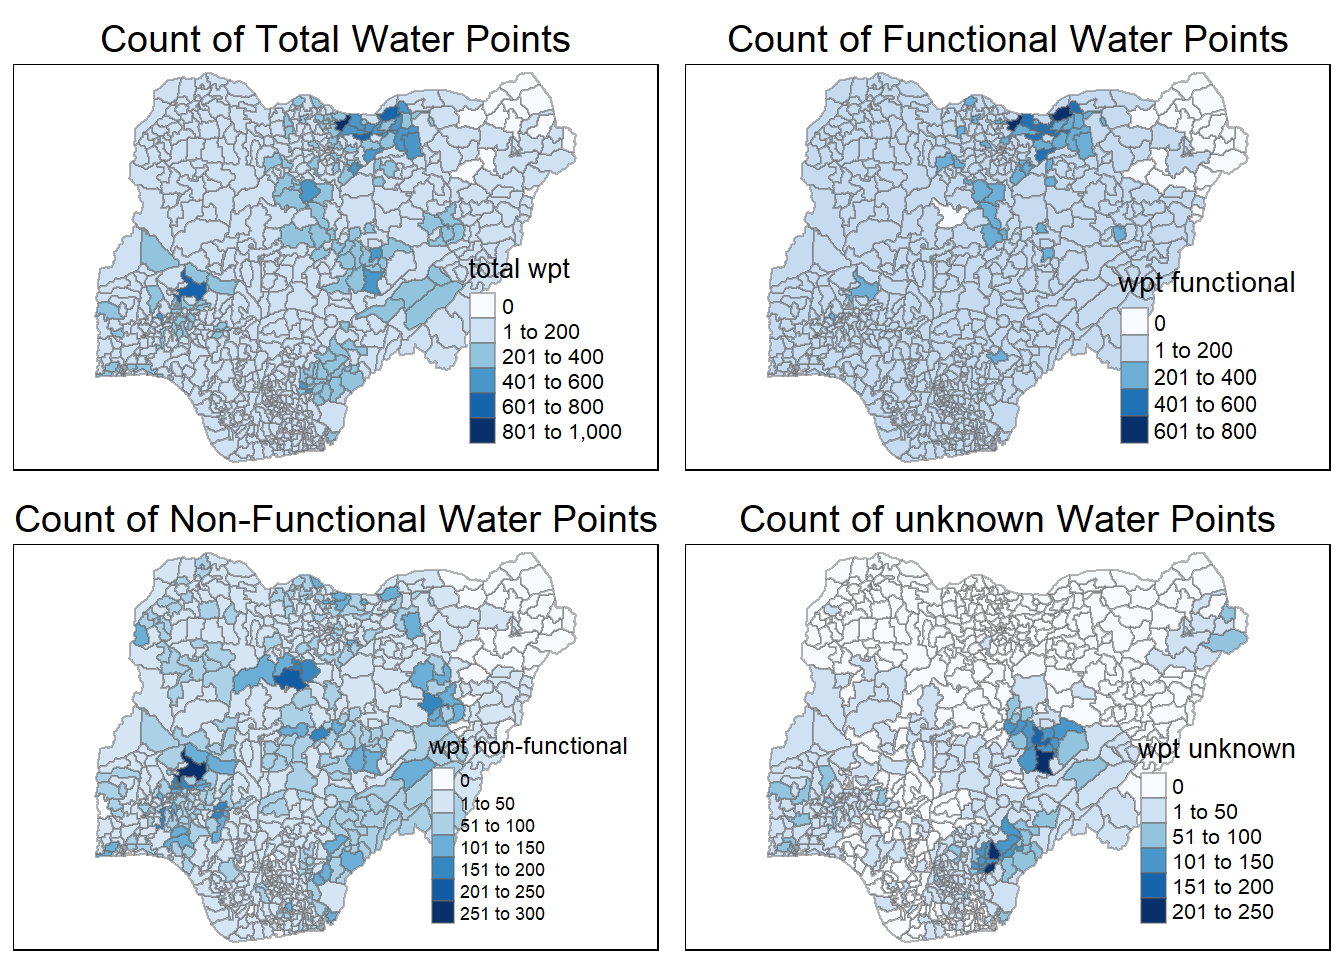 Count of Total Water Points
total wpt
0
1 to 200
201 to 400
401 to 600
601 to 800
801 to 1,000
Count of Functional Water Points
wpt functional
0
1 to 200
201 to 400
401 to 600
601 to 800
Count of Non-Functional Water Points
wpt non-functional
0
1 to 50
51 to 100
101 to 150
151 to 200
201 to 250
251 to 300
Count of unknown Water Points
wpt unknown
0
1 to 50
51 to 100
101 to 150
151 to 200
201 to 250